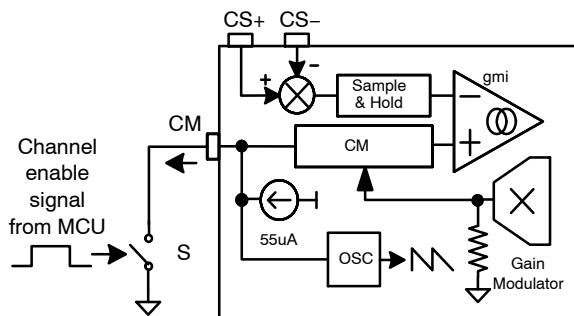 CS+ CS−
gmi
− 
+
Sample
& Hold
−
CM
CM
+
Channel
enable
signal
from MCU
S
55uA
OSC
Gain
Modulator